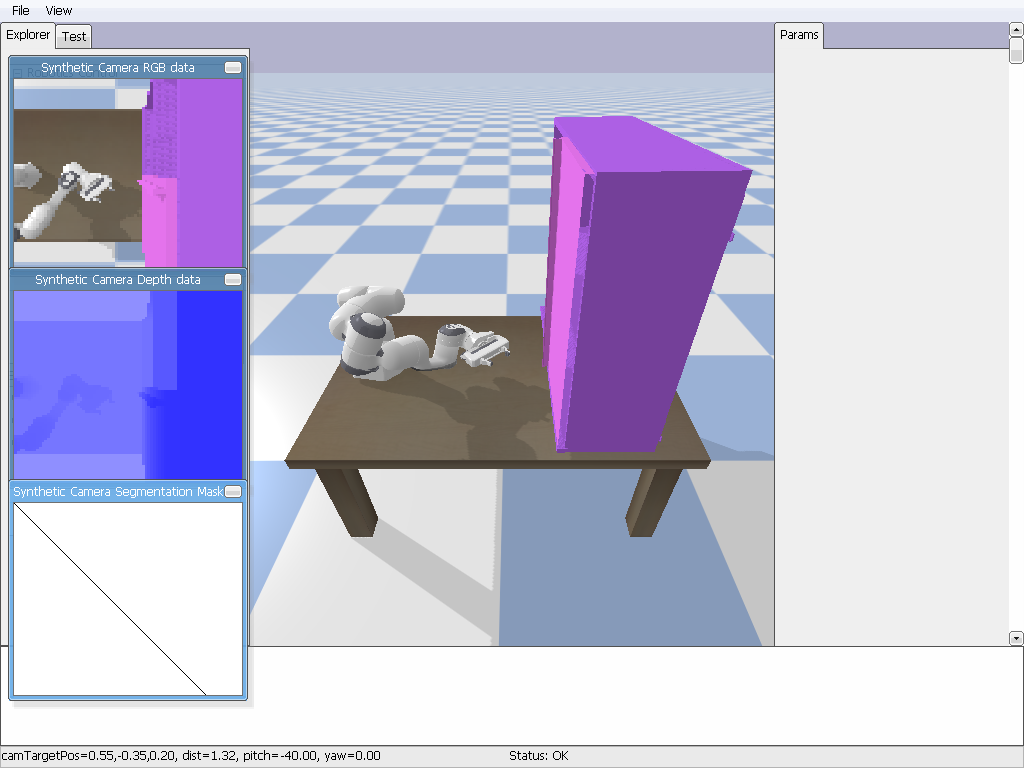 File View
Explorer Test
Params
Synthetic Camera RGB data
Synthetic Camera Depth data
Synthetic Camera Segmentation Mask
camTargetPos=0.55,-0.35,0.20, dist=1.32, pitch=-40.00, yaw=0.00 Status: OK